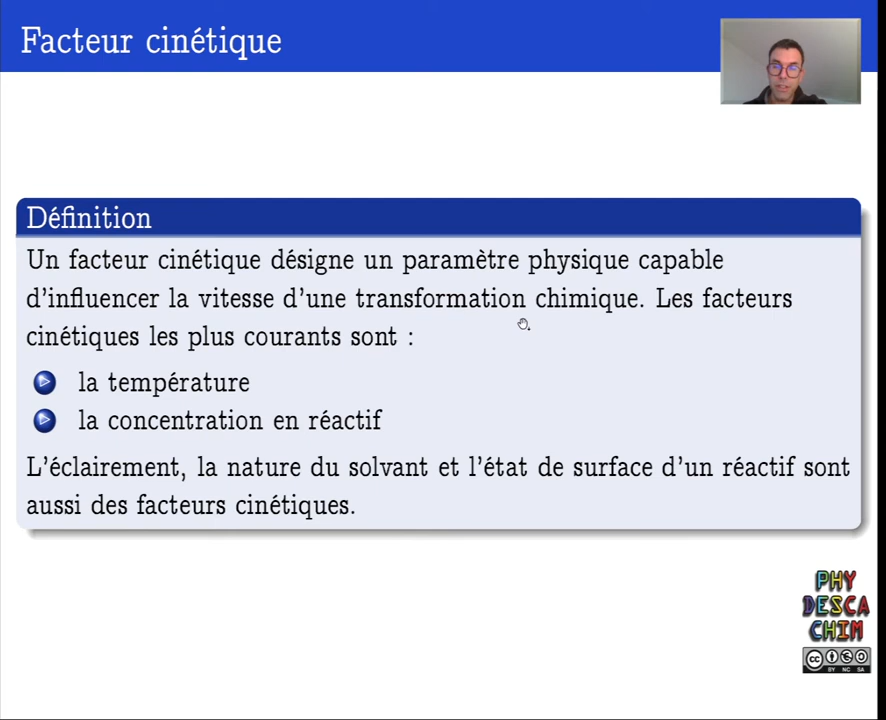 Facteur cinétique
Définition
Un facteur cinétique désigne un paramètre physique capable
d'influencer la vitesse d'une transformation chimique. Les facteurs
cinétiques les plus courants sont :
la température
la concentration en réactif
L'éclairement, la nature du solvant et l'état de surface d'un réactif sont
aussi des facteurs cinétiques.
PHY
DESCA
CHIM
cc
BY NC SA